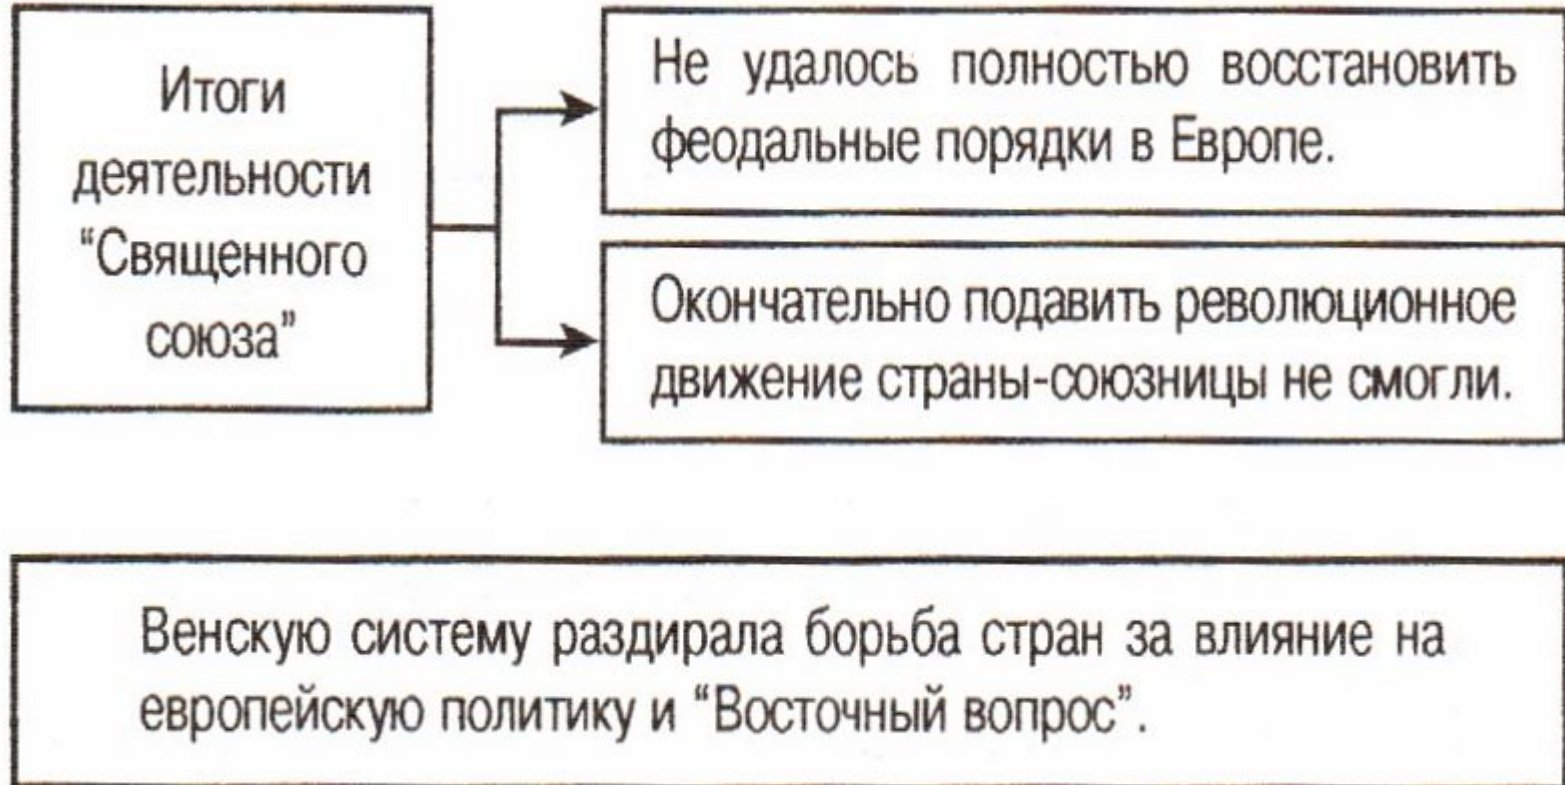 Итоги
деятельности
“Священного
союза”
Не удалось полностью восстановить
феодальные порядки в Европе.
Окончательно подавить революционное
движение страны-союзницы не смогли.
Венскую систему раздирала борьба стран за влияние на
европейскую политику и “Восточный вопрос”.